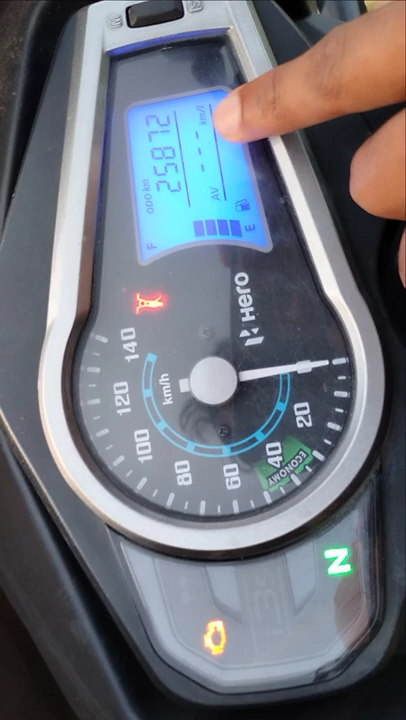 ODO km
25872
AV --- km/l
F
E
HERO
km/h
20
40
60
80
100
120
140
ECONOMY
N